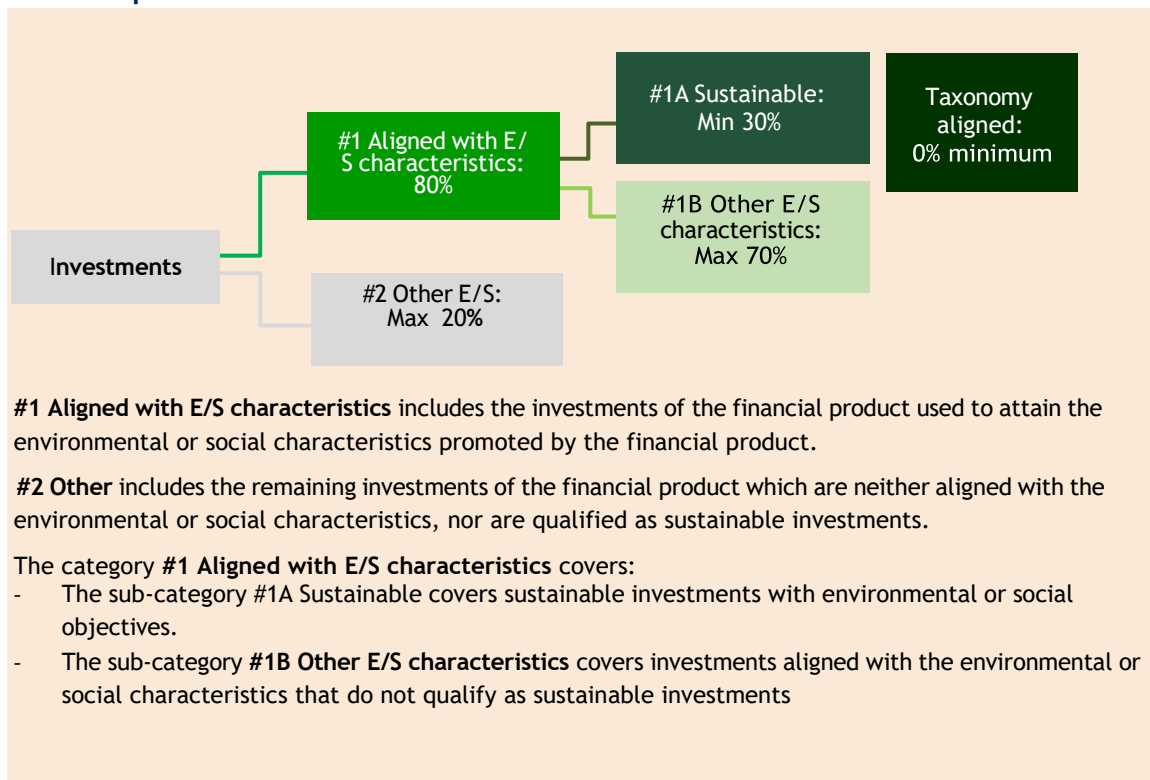 #1A Sustainable:
Min 30%
Taxonomy
aligned:
0% minimum
#1 Aligned with E/
S characteristics:
80%
#1B Other E/S
characteristics:
Max 70%
Investments
#2 Other E/S:
Max 20%
#1 Aligned with E/S characteristics includes the investments of the financial product used to attain the
environmental or social characteristics promoted by the financial product.
#2 Other includes the remaining investments of the financial product which are neither aligned with the
environmental or social characteristics, nor are qualified as sustainable investments.
The category #1 Aligned with E/S characteristics covers:
- The sub-category #1A Sustainable covers sustainable investments with environmental or social
objectives.
- The sub-category #1B Other E/S characteristics covers investments aligned with the environmental or
social characteristics that do not qualify as sustainable investments